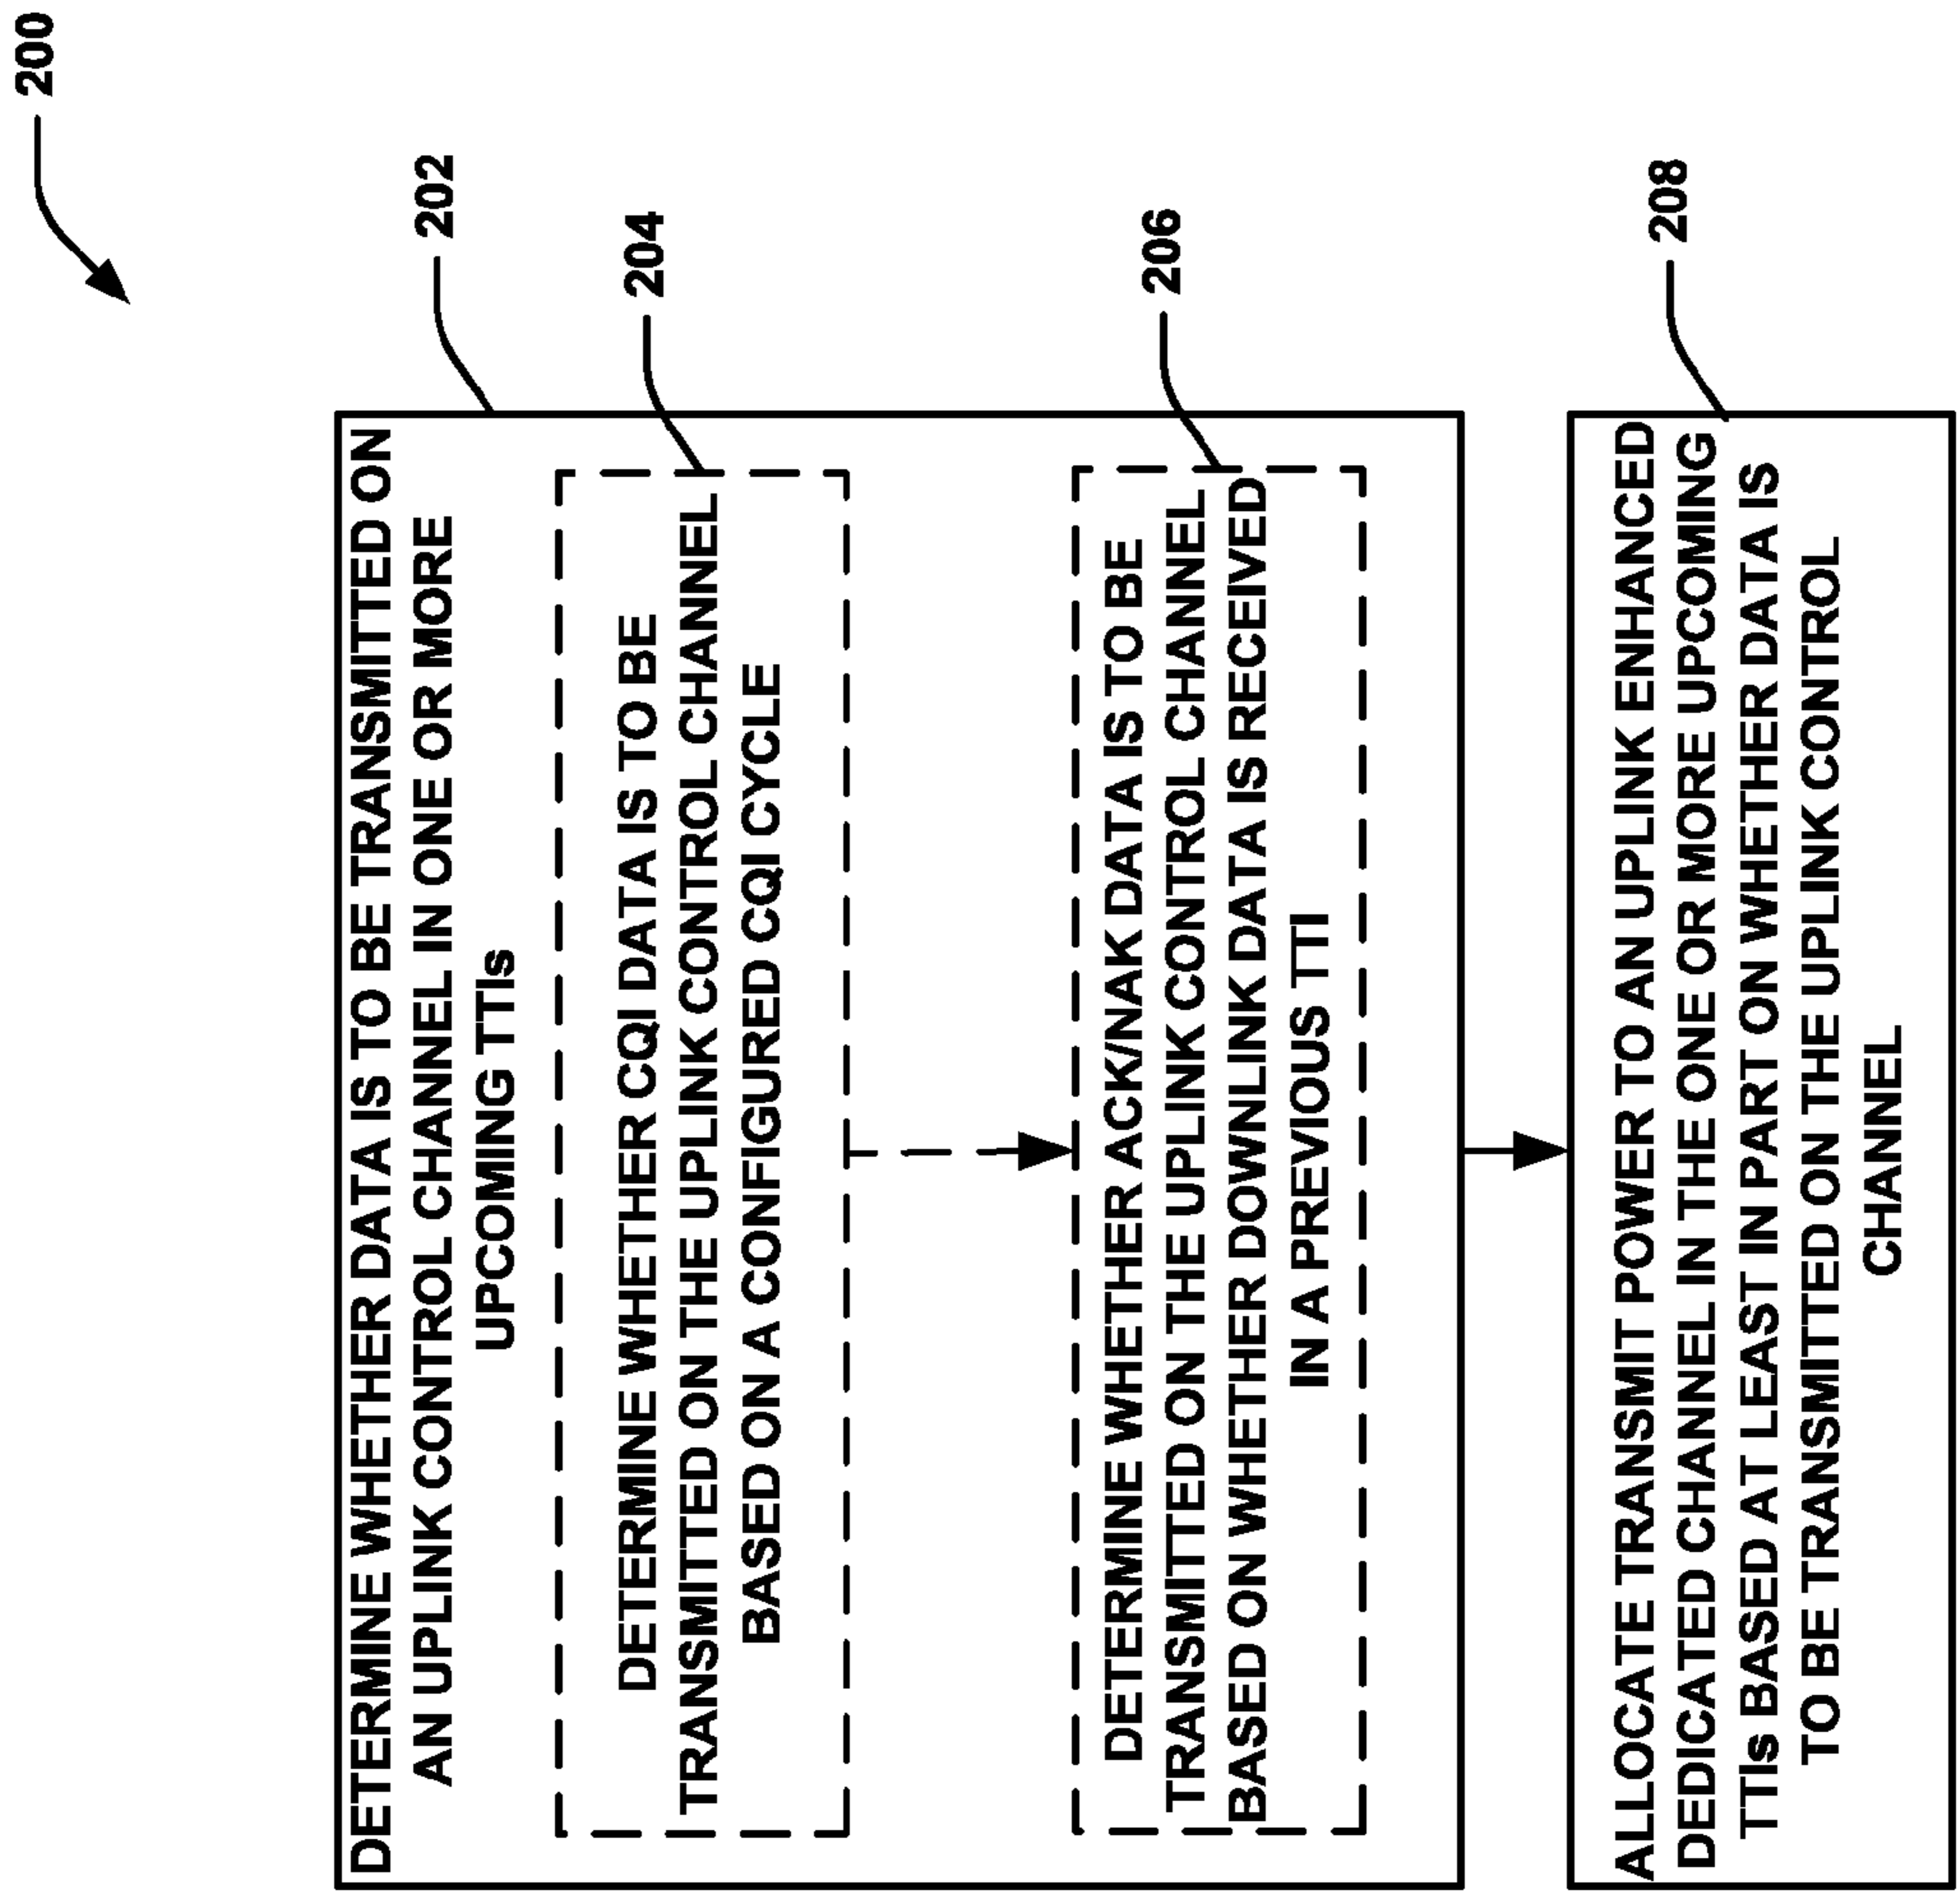 200
202
DETERMINE WHETHER DATA IS TO BE TRANSMITTED ON
AN UPLINK CONTROL CHANNEL IN ONE OR MORE
UPCOMING TTIs
204
DETERMINE WHETHER CQI DATA IS TO BE
TRANSMITTED ON THE UPLINK CONTROL CHANNEL
BASED ON A CONFIGURED CQI CYCLE
206
DETERMINE WHETHER ACK/NAK DATA IS TO BE
TRANSMITTED ON THE UPLINK CONTROL CHANNEL
BASED ON WHETHER DOWNLINK DATA IS RECEIVED
IN A PREVIOUS TTI
208
ALLOCATE TRANSMIT POWER TO AN UPLINK ENHANCED
DEDICATED CHANNEL IN THE ONE OR MORE UPCOMING
TTIs BASED AT LEAST IN PART ON WHETHER DATA IS
TO BE TRANSMITTED ON THE UPLINK CONTROL
CHANNEL